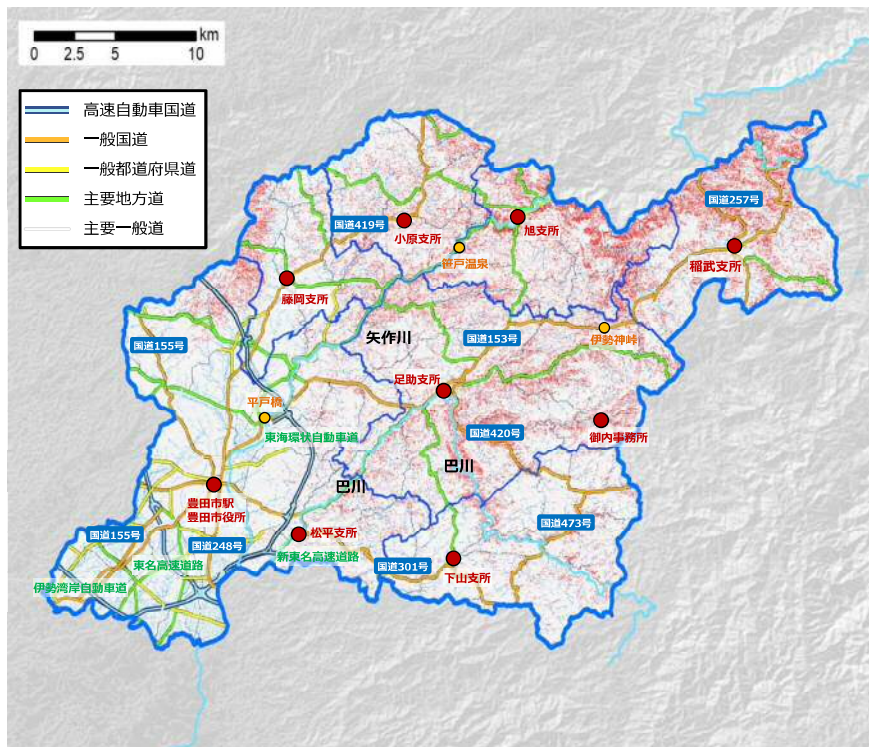 km
0 2.5 5 10
高速自動車国道
一般国道
一般都道府県道
主要地方道
主要一般道
国道257号
国道419号
小原支所
旭支所
稲武支所
笹戸温泉
藤岡支所
矢作川
国道153号
伊勢神峠
国道155号
足助支所
平戸橋
国道420号
御内事務所
東海環状自動車道
巴川
巴川
豊田市駅
豊田市役所
国道473号
国道155号
松平支所
国道248号
新東名高速道路
東名高速道路
国道301号
下山支所
伊勢湾岸自動車道